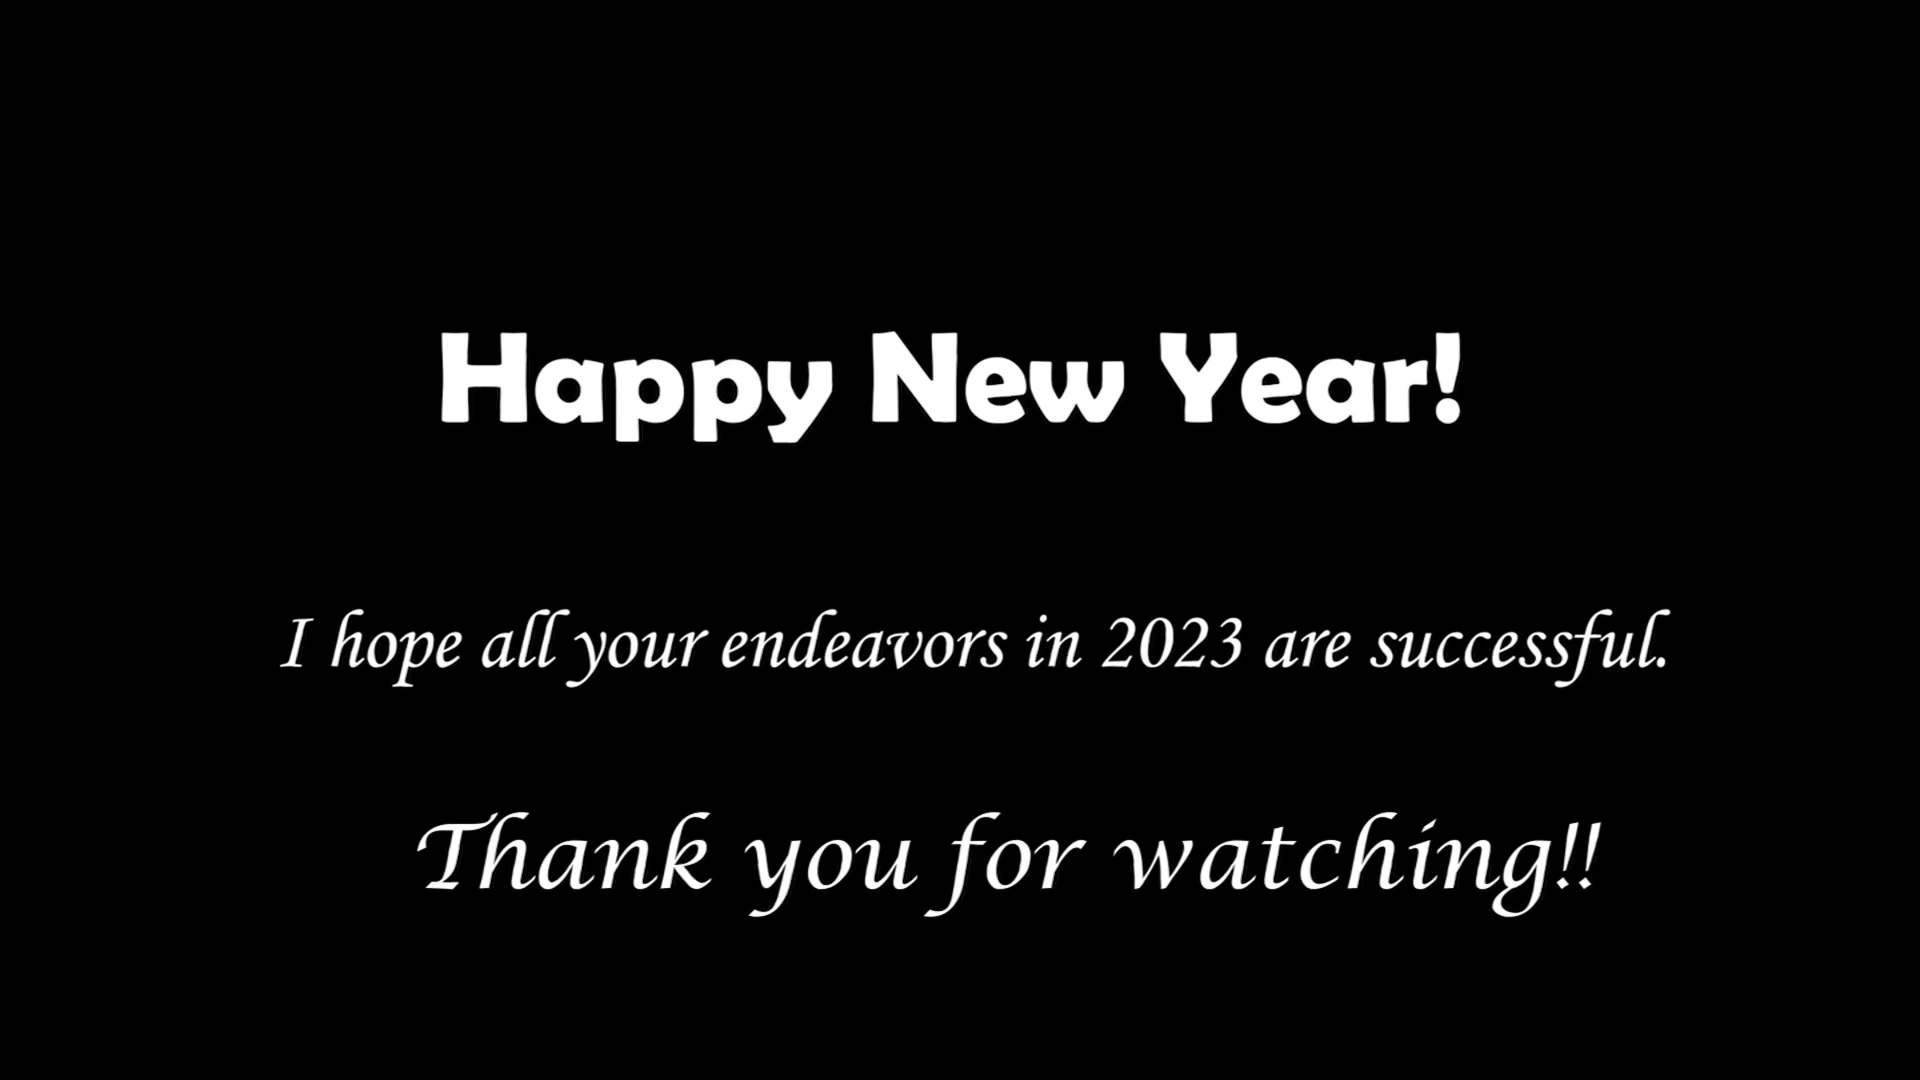 Happy New Year!
I hope all your endeavors in 2023 are successful.
Thank you for watching!!